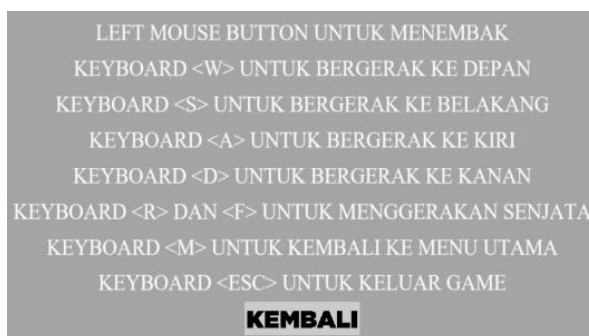 LEFT MOUSE BUTTON UNTUK MENEMBAK
KEYBOARD <W> UNTUK BERGERAK KE DEPAN
KEYBOARD <S> UNTUK BERGERAK KE BELAKANG
KEYBOARD <A> UNTUK BERGERAK KE KIRI
KEYBOARD <D> UNTUK BERGERAK KE KANAN
KEYBOARD <R> DAN <F> UNTUK MENGGERAKAN SENJATA
KEYBOARD <M> UNTUK KEMBALI KE MENU UTAMA
KEYBOARD <ESC> UNTUK KELUAR GAME
KEMBALI